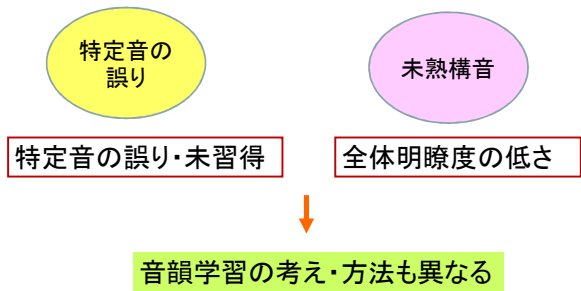 特定音の
誤り
未熟構音
特定音の誤り・未習得
全体明瞭度の低さ
音韻学習の考え・方法も異なる